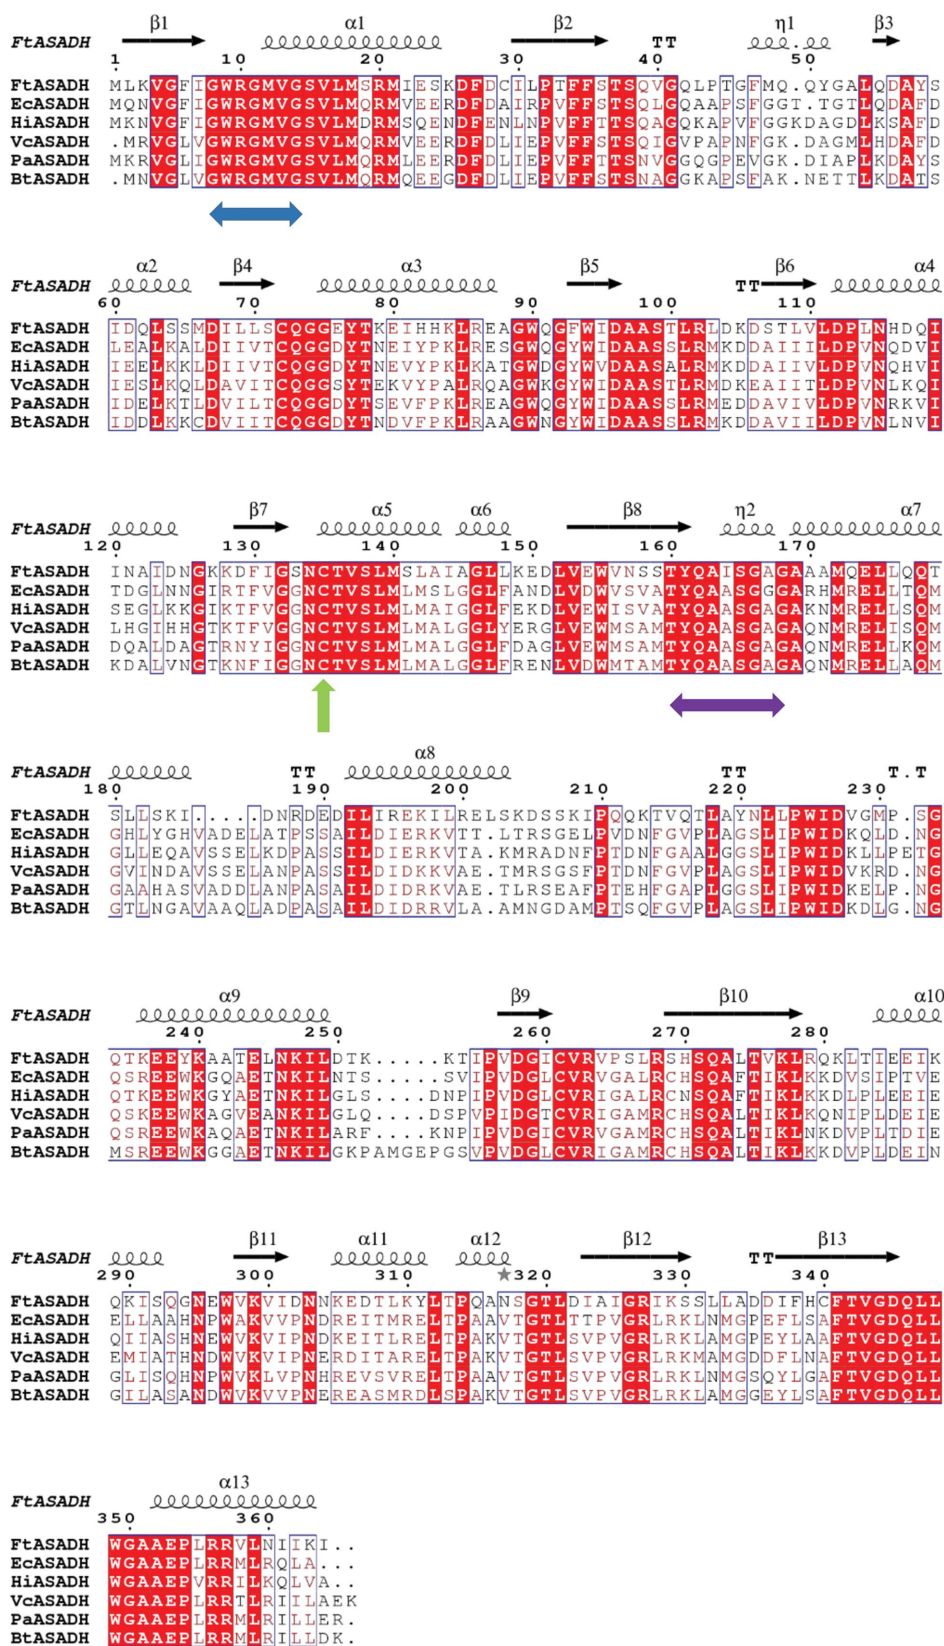 β1 α1 β2 η1 β3
FtASADH TT
1 10 20 30 40 50
FtASADH MLKVGFIGWRGMVGSVLMSRMIESKDFDCILPTFFSTSQVGQLPTGFMQ.QYGALQDAYS
EcASADH MQNVGFIGWRGMVGSVLMQRMVEERDFDAIRPVFFSTSQLGQAAPSFGGT.TGTLQDAFD
HiASADH MKNVGFIGWRGMVGSVLMDRMSQENDFENLNPVFFTTSQAGQKAPVFGGKDAGDLKSAFD
VcASADH .MRVGLVGWRGMVGSVLMQRMVEERDFDLIEPVFFSTSQIGVPAPNFGK.DAGMLHDAFD
PaASADH MKRVGLIGWRGMVGSVLMQRMLEERDFDLIEPVFFTTSNVGGQGPEVGK.DIAPLKDAYS
BtASADH .MNVGLVGWRGMVGSVLMQRMQEEGDFDLIEPVFFSTSNAGGKAPSFAK.NETTLKDATS
α2 β4 α3 β5 β6 α4
FtASADH TT
60 70 80 90 100 110
FtASADH IDQLSSMDILLSCQGGEYTKEIHHKLREAGWQGFWIDAASTLRLDKDSTLVLDPLNHDQI
EcASADH LEALKALDIIVTCQGGDYTNEIYPKLRESGWQGYWIDAASSLRMKDDAIIILDPVNQDVI
HiASADH IEELKKLDIIVTCQGGDYTNEVYPKLKATGWDGYWVDAASALRMKDDAIIVLDPVNQHVI
VcASADH IESLKQLDAVITCQGGSYTEKVYPALRQAGWKGYWIDAASTLRMDKEAIITLDPVNLKQI
PaASADH IDELKTLDVILTCQGGDYTSEVFPKLREAGWQGYWIDAASSLRMEDDAVIVLDPVNRKVI
BtASADH IDDLKKCDVIITCQGGDYTNDVFPKLRAAGWNGYWIDAASSLRMKDDAVIILDPVNLNVI
β7 α5 α6 β8 η2 α7
FtASADH
120 130 140 150 160 170
FtASADH INAIDNGKKDFIGSNCTVSLMSLAIAGLLKEDLVEWVNSSTYQAISGAGAAAMQELLQQT
EcASADH TDGLNNGIRTFVGGNCTVSLMLMSLGGLFANDLVDWVSVATYQAASGGGARHMRELLTQM
HiASADH SEGLKKGIKTFVGGNCTVSLMLMAIGGLFEKDLVEWISVATYQAASGAGAKNMRELLSQM
VcASADH LHGIHHGTKTFVGGNCTVSLMLMALGGLYERGLVEWMSAMTYQAASGAGAQNMRELISQM
PaASADH DQALDAGTRNYIGGNCTVSLMLMALGGLFDAGLVEWMSAMTYQAASGAGAQNMRELLKQM
BtASADH KDALVNGTKNFIGGNCTVSLMLMALGGLFRENLVDWMTAMTYQAASGAGAQNMRELLAQM
α8
FtASADH TT TT T.T
180 190 200 210 220 230
FtASADH SLLSKI.....DNRDEDILIREKILRELSKDSSKIPQQKTVQTLAYNLLPWIDVGMP.SG
EcASADH GHLYGHVADELATPSSAILDIERKVTT.LTRSGELPVDNFGVPLAGSLIPWIDKQLD.NG
HiASADH GLLEQAVSSELKDPASSILDIERKVTA.KMRADNFPTDNFGAALGGSLIPWIDKLLPETG
VcASADH GVINDAVSSELANPASSILDIDKKVAE.TMRSGSFPTDNFGVPLAGSLIPWIDVKRD.NG
PaASADH GAAHASVADDLANPASAILDIDRKVAE.TLRSEAFPTEHFGAPLGGSLIPWIDKELP.NG
BtASADH GTLNGAVAAQLADPASAILDIDRRVLA.AMNGDAMPTSQFGVPLAGSLIPWIDKDLG.NG
α9 β9 β10 α10
FtASADH
240 250 260 270 280
FtASADH QTKEEYKAATELNKILDTK.....KTIPVDGICVRVPSLRSHSQALTVKLRQKLTIEEIK
EcASADH QSREEWKGQAETNKILNTS.....SVIPVDGLCVRVGALRCHSQAFTIKLKKDVSIPTVE
HiASADH QTKEEWKGYAETNKILGLS.....DNPIPVDGLCVRIGALRCNSQAFTIKLKKDLPLEEIE
VcASADH QSKEEWKAGVEANKILGLQ.....DSPVPIDGTCVRIGAMRCHSQALTIKLKQNIPLDEIE
PaASADH QSREEWKAQAETNKILARF....KNPIPVDGICVRIGAMRCHSQALTIKLNKDVPLTDIE
BtASADH MSREEWKGGAETNKILGKPAMGEPGSVPVDGLCVRIGAMRCHSQALTIKLKKDVPLDEIN
β11 α11 α12 β12 β13
FtASADH TT
290 300 310 320 330 340
FtASADH QKISQGNEWVKVIDNNKEDTLKYLTPQANSGTLDIAIGRIKSSLLADDIFHCFTVGDQLL
EcASADH ELLAAHNPWAKVVPNDREITMRELTPAAVTGTLTTPVGRLRKLNMGPEFLSAFTVGDQLL
HiASADH QIIASHNEWVKVIPNDKEITLRELTPAKVTGTLSVPVGRLRKLAMGPEYLAAFTVGDQLL
VcASADH EMIATHNDWVKVIPNERDITARELTPAKVTGTLSVPVGRLRKMAMGDDFLNAFTVGDQLL
PaASADH GLISQHNPWVKLVPNHREVSVRELTPAAVTGTLSVPVGRLRKLNMGSQYLGAFTVGDQLL
BtASADH GILASANDWVKVVPNEREASMRDLSPAKVTGTLSVPVGRLRKLAMGGEYLSAFTVGDQLL
α13
FtASADH
350 360
FtASADH WGAAEPLRRVLNIIKI..
EcASADH WGAAEPLRRMLRQLA...
HiASADH WGAAEPVRRILKQLVA..
VcASADH WGAAEPLRRTLRIILAEK
PaASADH WGAAEPLRRMLRILLER.
BtASADH WGAAEPLRRMLRILLDK.